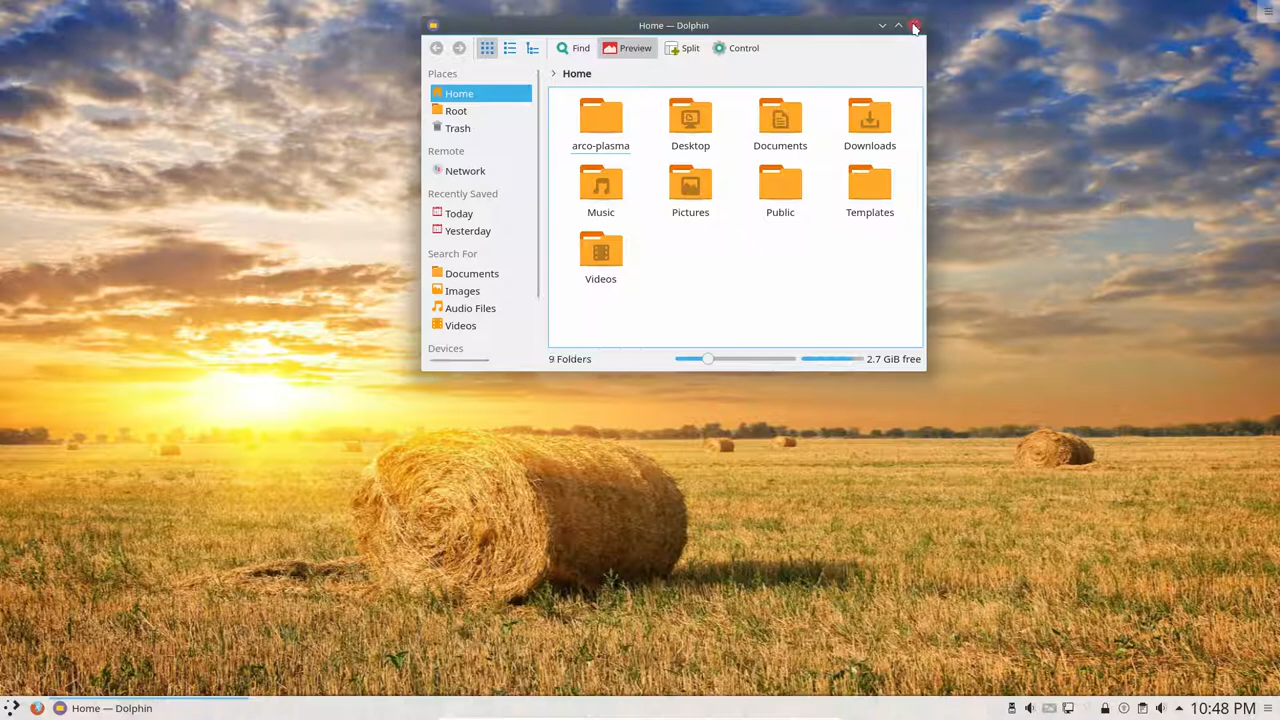 Home — Dolphin
Find Preview Split Control
Places
Home
Root
Trash
Remote
Network
Recently Saved
Today
Yesterday
Search For
Documents
Images
Audio Files
Videos
Devices
Home
arco-plasma Desktop Documents Downloads
Music Pictures Public Templates
Videos
9 Folders 2.7 GiB free
Home — Dolphin 10:48 PM